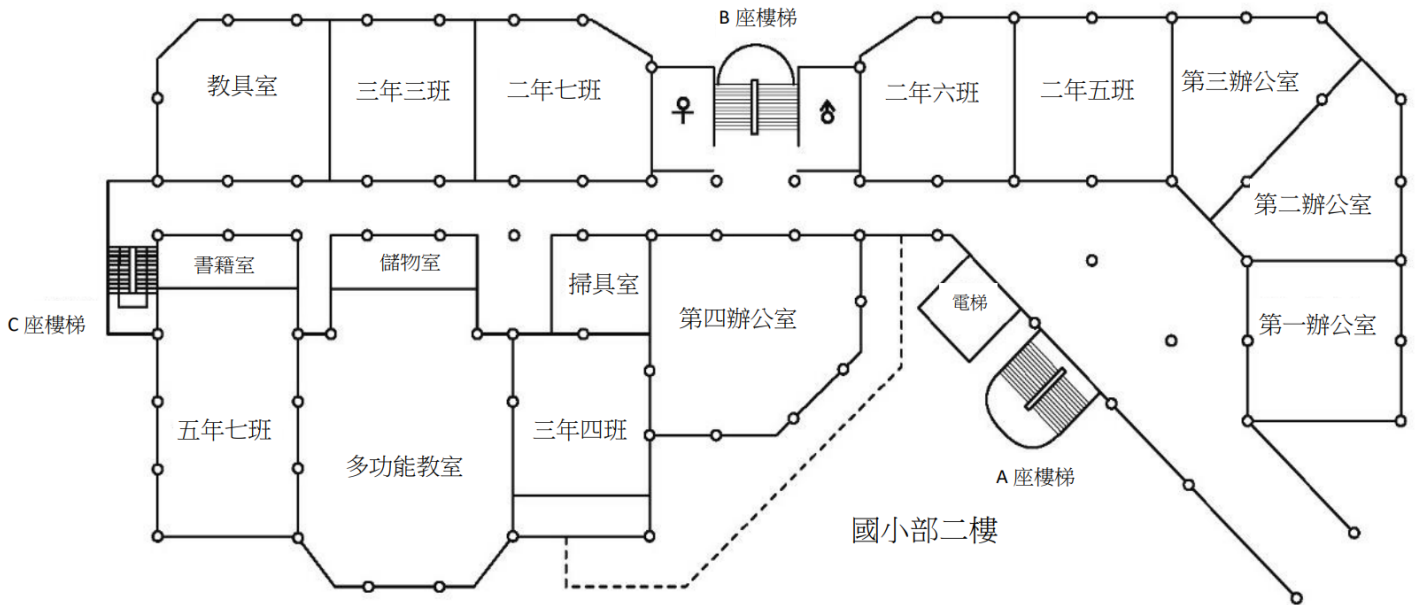 B 座樓梯
教具室
三年三班
二年七班
二年六班
二年五班
第三辦公室
第二辦公室
書籍室
儲物室
掃具室
第四辦公室
電梯
第一辦公室
C 座樓梯
五年七班
多功能教室
三年四班
A 座樓梯
國小部二樓